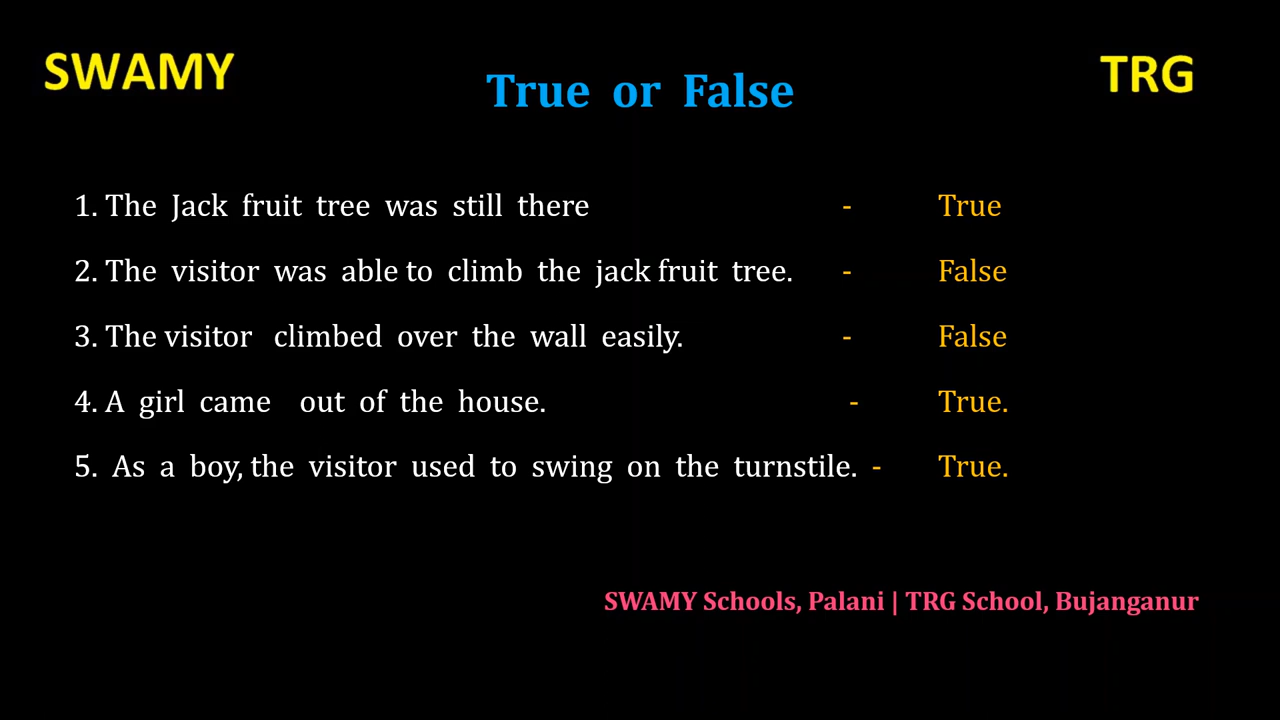 SWAMY
TRG
True or False
1. The Jack fruit tree was still there - True
2. The visitor was able to climb the jack fruit tree. - False
3. The visitor climbed over the wall easily. - False
4. A girl came out of the house. - True.
5. As a boy, the visitor used to swing on the turnstile. - True.
SWAMY Schools, Palani | TRG School, Bujanganur